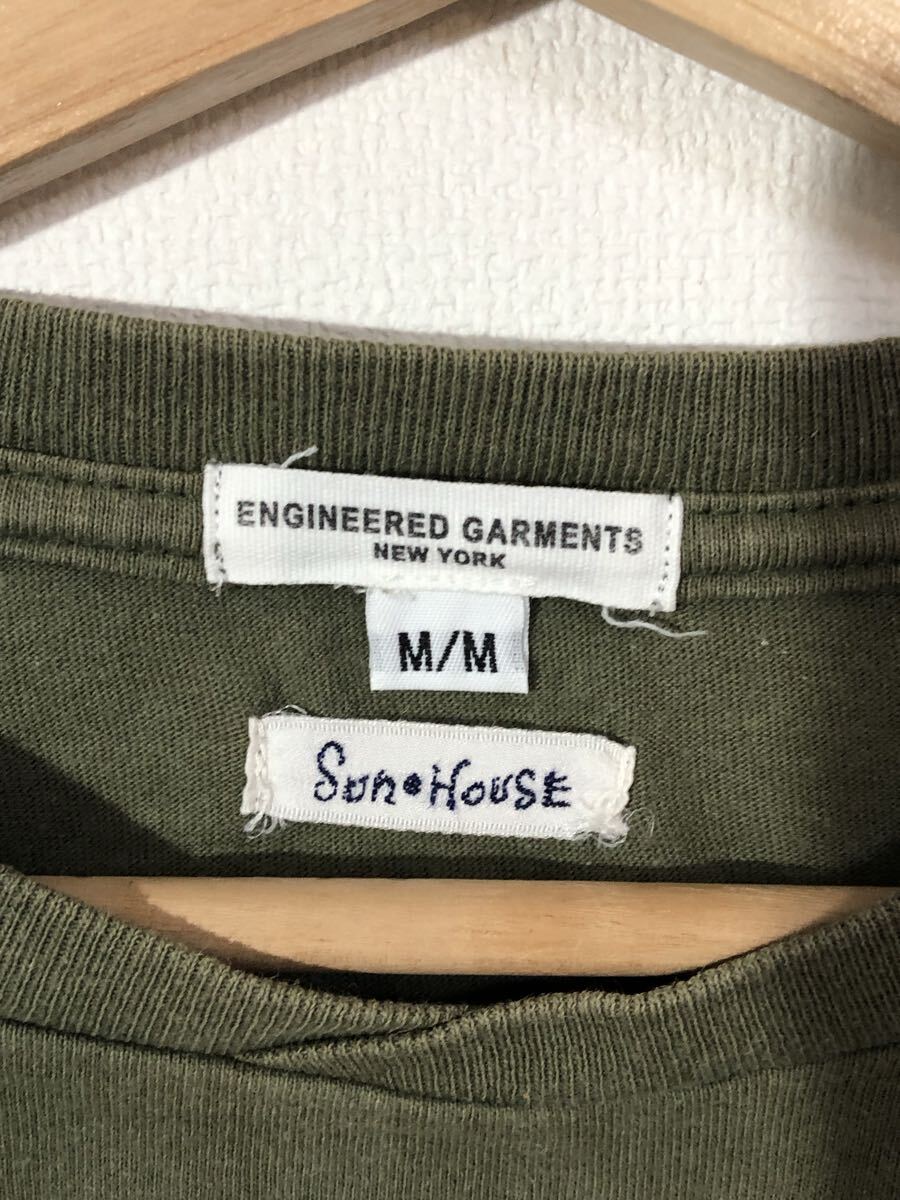 ENGINEERED GARMENTS
NEW YORK
M/M
Sun•HOUSE